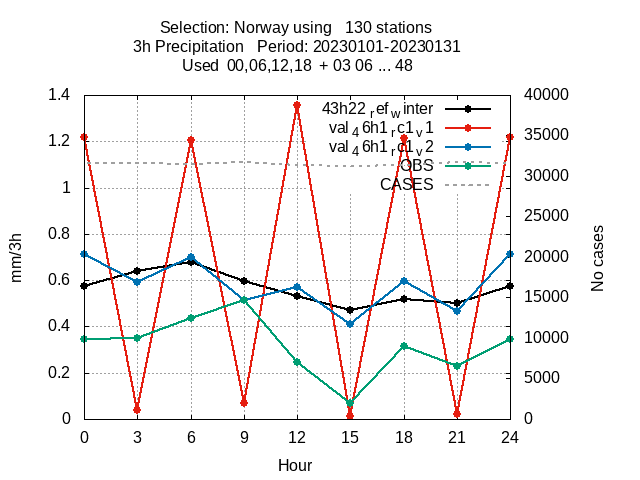 Selection: Norway using 130 stations
3h Precipitation Period: 20230101-20230131
Used 00,06,12,18 + 03 06 ... 48
1.4
1.2
1
0.8
0.6
0.4
0.2
0
mm/3h
43h22ref_winter
val_46h1_rc1_v1
val_46h1_rc1_v2
OBS
CASES
40000
35000
30000
25000
20000
15000
10000
5000
0
No cases
0 3 6 9 12 15 18 21 24
Hour